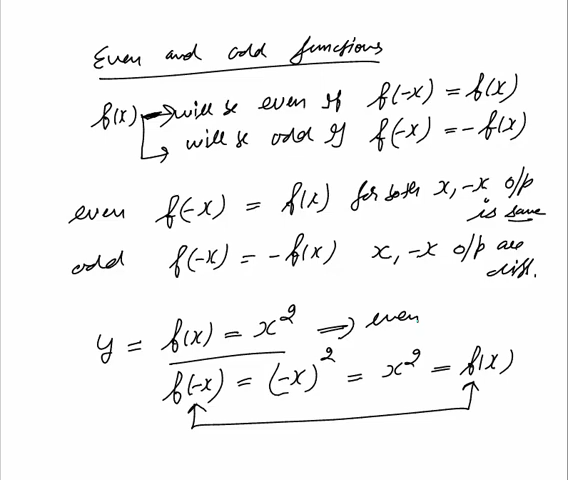 Even and odd functions
f(x) → will be even if f(-x) = f(x)
→ will be odd if f(-x) = -f(x)
even f(-x) = f(x) for both x, -x o/p
is same
odd f(-x) = -f(x) x, -x o/p are
diff.
y = f(x) = x² ⇒ even
f(-x) = (-x)² = x² = f(x)